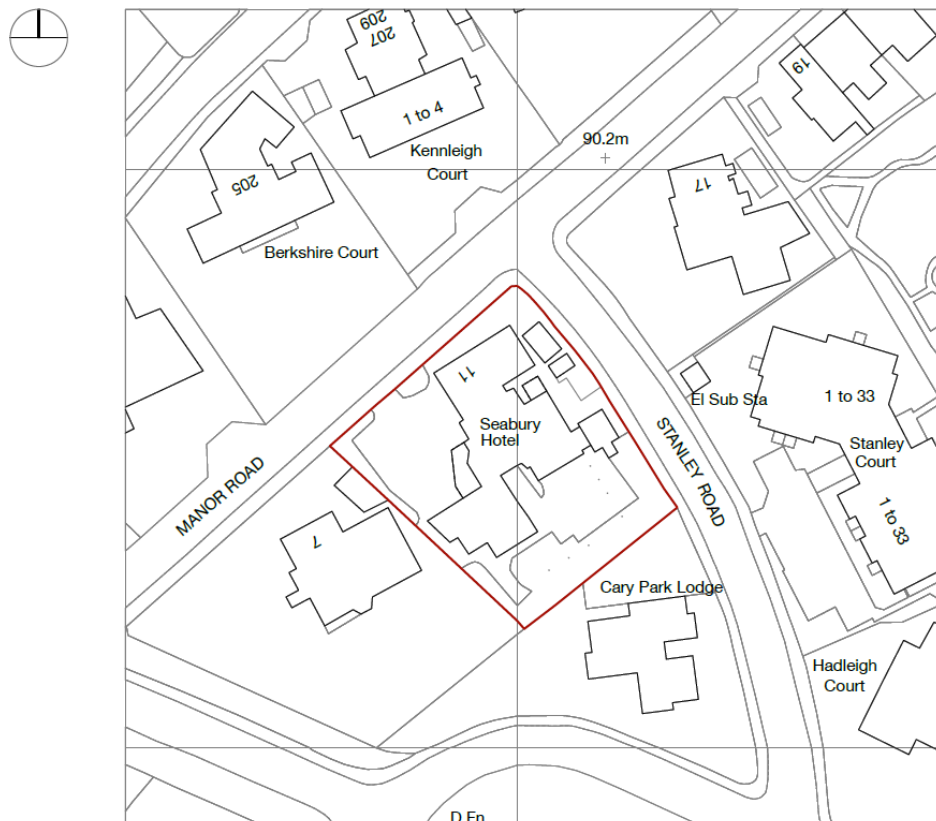 209
207
1 to 4
Kennleigh
Court
19
90.2m
205
17
Berkshire Court
11
Seabury
Hotel
El Sub Sta
1 to 33
Stanley
Court
STANLEY ROAD
MANOR ROAD
1 to 33
7
Cary Park Lodge
Hadleigh
Court
D Fn